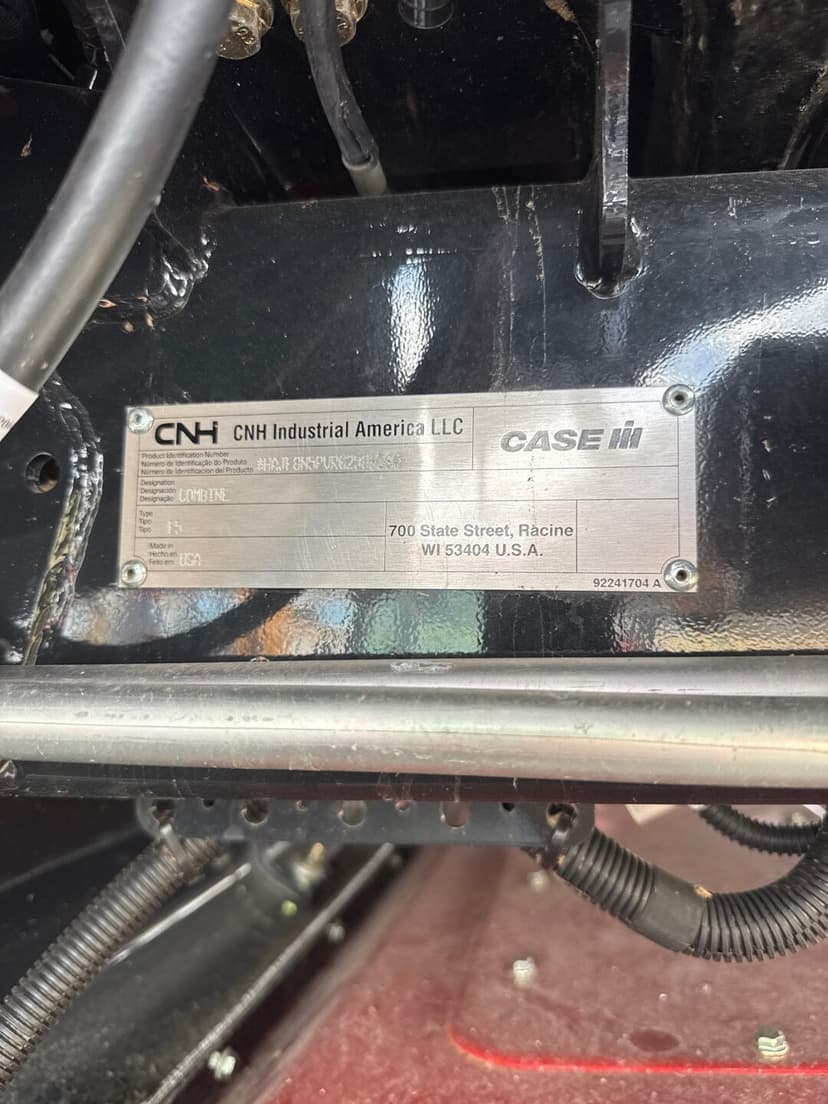 CNH CNH Industrial America LLC
CASE IH
Product Identification Number
Número de Identificação do Produto
Número de Identificacion del Producto
Designation
Designación
Designação COMBINE
Type
Tipo
Tipo
Made in
Hecho en
Feito em USA
700 State Street, Racine
WI 53404 U.S.A.
92241704 A